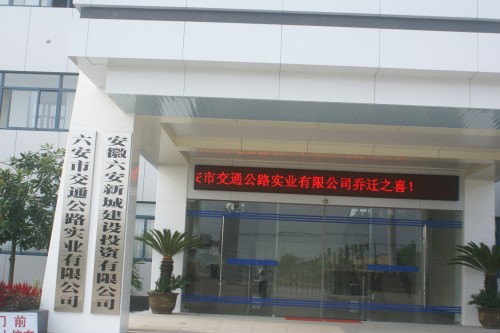 六安市交通公路实业有限公司
安徽六安新城建设投资有限公司
安市交通公路实业有限公司乔迁之喜！
门前